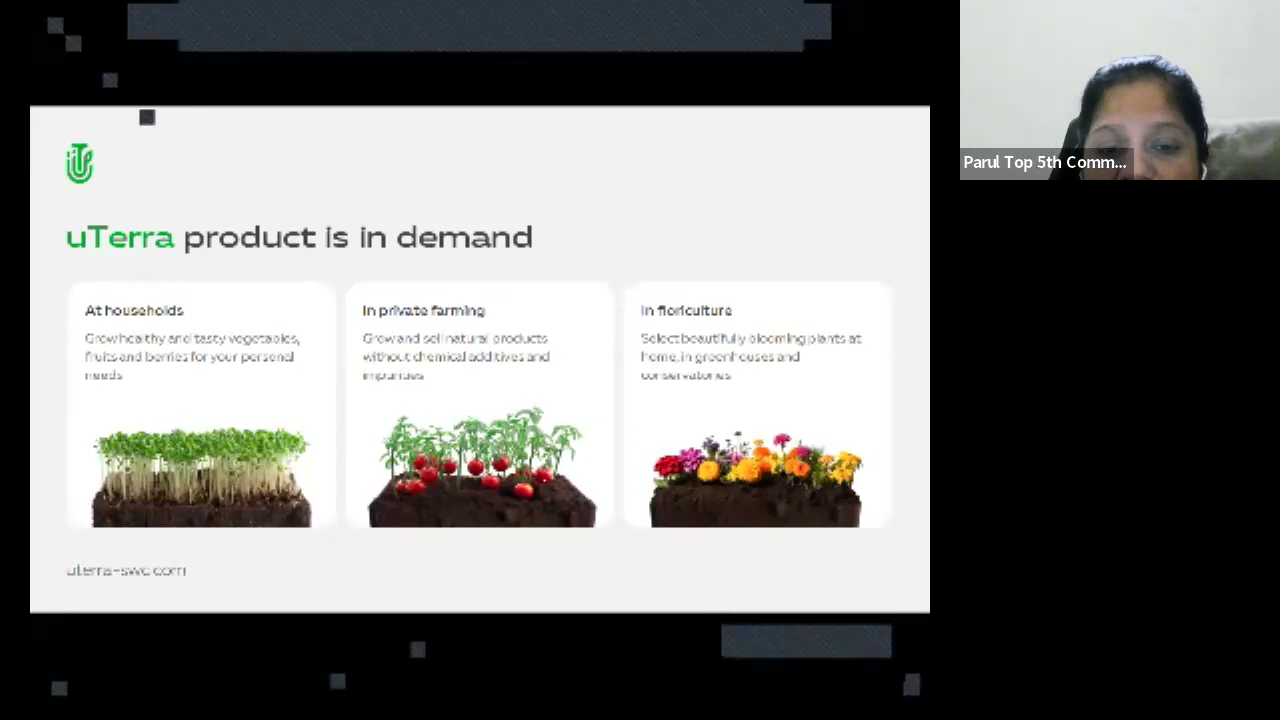 uTerra product is in demand
At households
Grow healthy and tasty vegetables,
fruits and berries for your personal
needs
In private farming
Grow and sell natural products
without chemical additives and
impurities
In floriculture
Select beautifully blooming plants at
home, in greenhouses and
conservatories
uterra-swc.com
Parul Top 5th Comm...